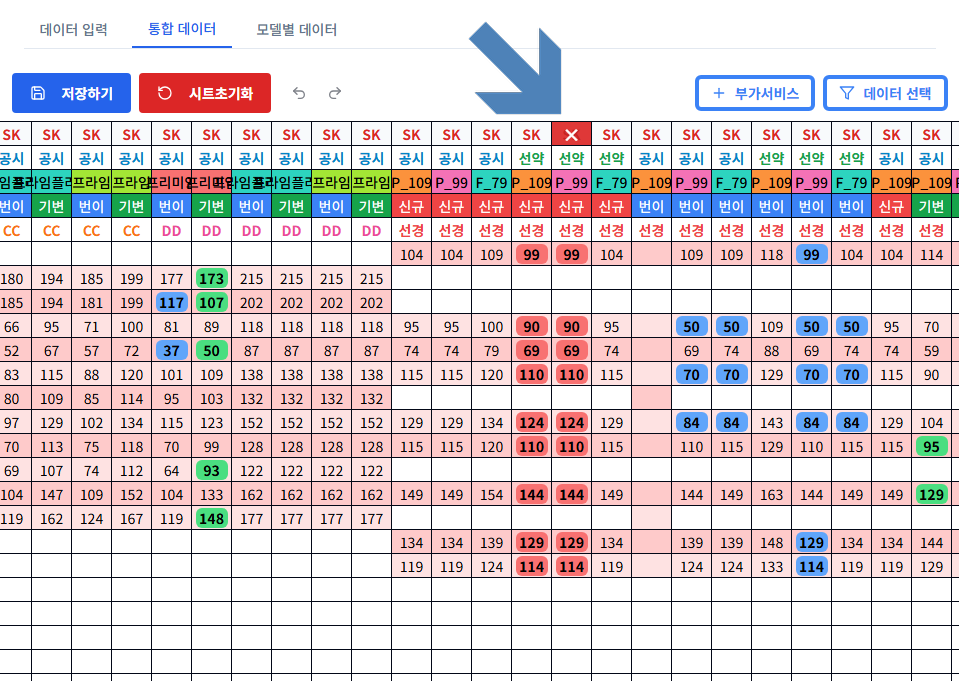 데이터 입력 통합 데이터 모델별 데이터
저장하기 시트초기화 부가서비스 데이터 선택
SK SK SK SK SK SK SK SK SK SK SK SK SK SK SK SK SK SK SK SK SK SK SK
공시 공시 공시 공시 공시 공시 공시 공시 공시 공시 공시 공시 공시 선약 선약 선약 공시 공시 공시 선약 선약 선약 공시 공시
프라임 프라임 프라임 프라임 P_109 P_99 F_79 P_109 P_99 F_79 P_109 P_99 F_79 P_109 P_99 F_79 P_109 P_109
번이 기변 번이 기변 번이 기변 번이 기변 번이 기변 신규 신규 신규 신규 신규 신규 번이 번이 번이 번이 번이 번이 신규 기변
CC CC CC CC DD DD DD DD DD DD 선경 선경 선경 선경 선경 선경 선경 선경 선경 선경 선경 선경 선경 선경
104 104 109 99 99 104 109 109 118 99 104 104 114
180 194 185 199 177 173 215 215 215 215
185 194 181 199 117 107 202 202 202 202
66 95 71 100 81 89 118 118 118 118 95 95 100 90 90 95 50 50 109 50 50 95 70
52 67 57 72 37 50 87 87 87 87 74 74 79 69 69 74 69 74 88 69 74 74 59
83 115 88 120 101 109 138 138 138 138 115 115 120 110 110 115 70 70 129 70 70 115 90
80 109 85 114 95 103 132 132 132 132
97 129 102 134 115 123 152 152 152 152 129 129 134 124 124 129 84 84 143 84 84 129 104
70 113 75 118 70 99 128 128 128 128 115 115 120 110 110 115 110 115 129 110 115 115 95
69 107 74 112 64 93 122 122 122 122
104 147 109 152 104 133 162 162 162 162 149 149 154 144 144 149 144 149 163 144 149 149 129
119 162 124 167 119 148 177 177 177 177
134 134 139 129 129 134 139 139 148 129 134 134 144
119 119 124 114 114 119 124 124 133 114 119 119 129